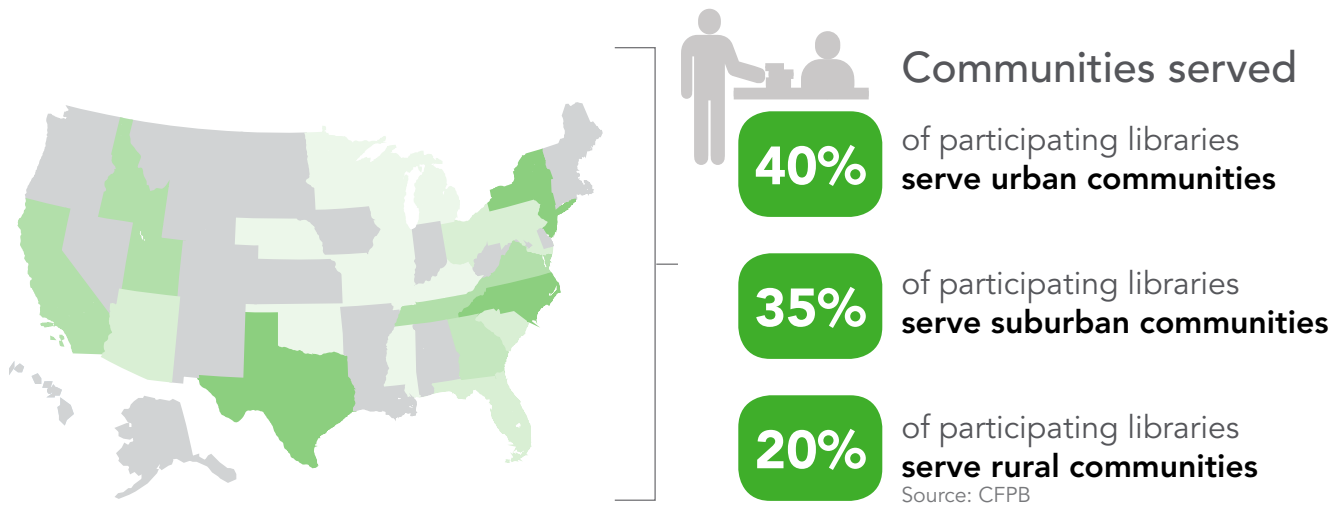 Communities served
40%
of participating libraries
serve urban communities
35%
of participating libraries
serve suburban communities
20%
of participating libraries
serve rural communities
Source: CFPB